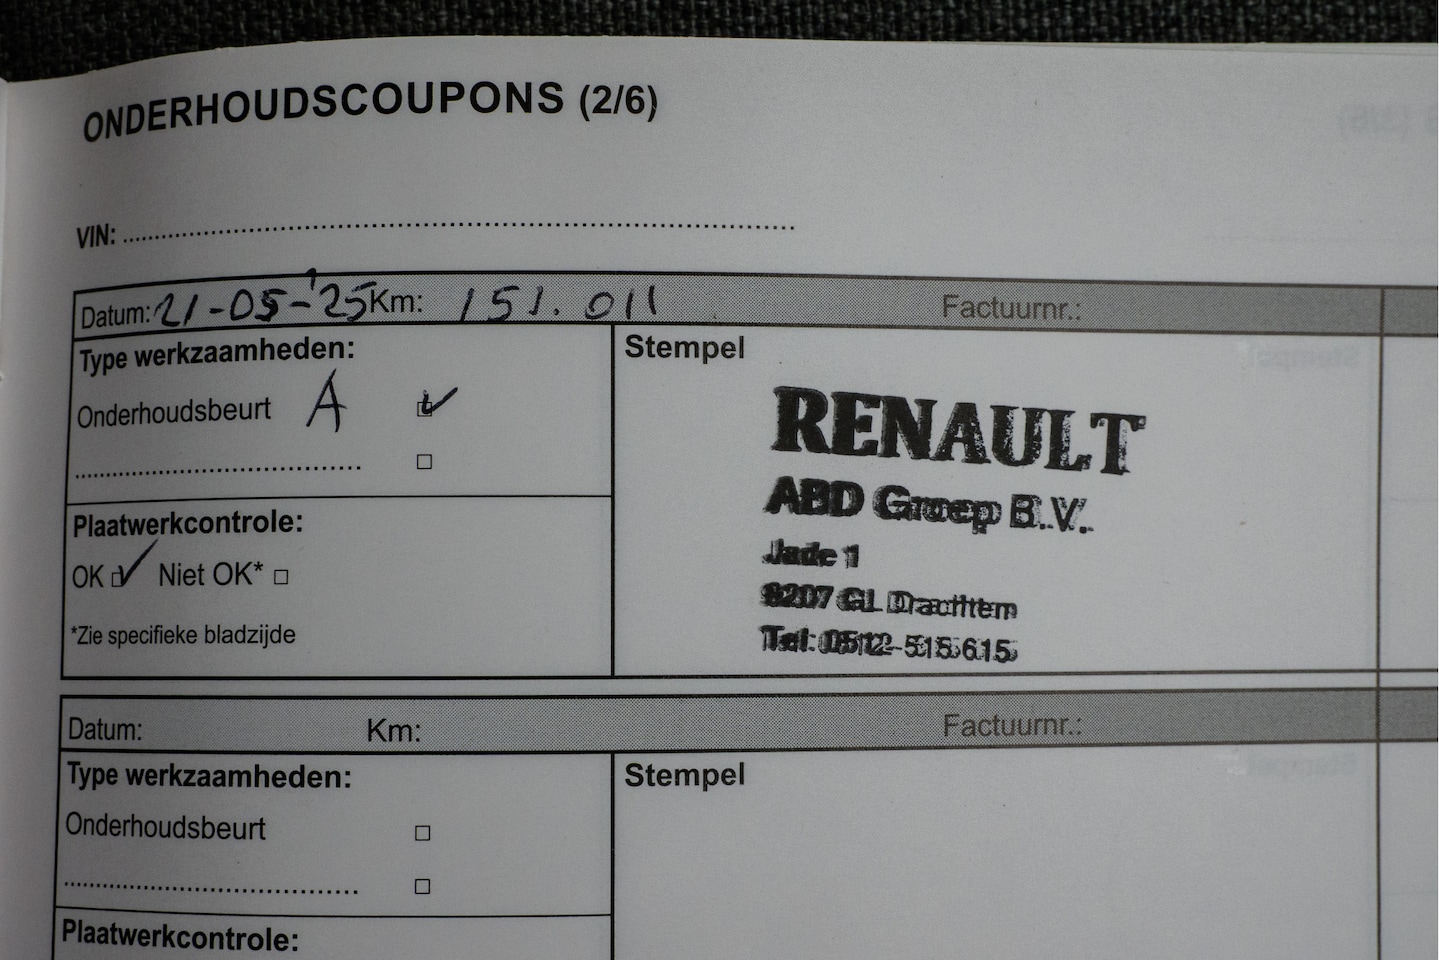 ONDERHOUDSCOUPONS (2/6)
VIN: ........................................................................
Datum: 21-05-'25 Km: 151.011 Factuurnr.:
Type werkzaamheden:
Onderhoudsbeurt A ☑
............................................. ☐
Plaatwerkcontrole:
OK ☑ Niet OK* ☐
*Zie specifieke bladzijde
Stempel
RENAULT
ABD Groep B.V.
Jade 1
9207 GL Drachten
Tel: 0512-515 615
Datum: Km: Factuurnr.:
Type werkzaamheden:
Onderhoudsbeurt ☐
............................................. ☐
Plaatwerkcontrole:
Stempel